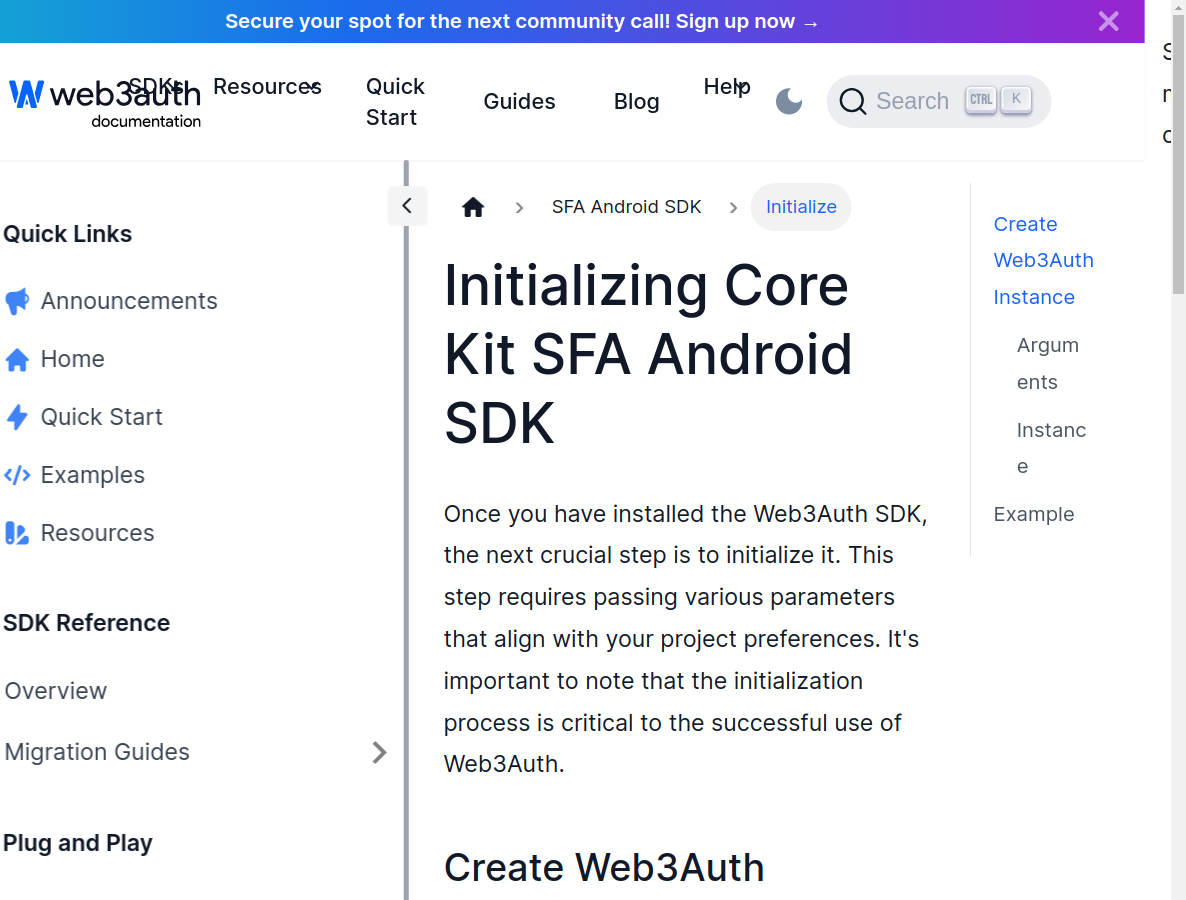 Secure your spot for the next community call! Sign up now →
web3auth
documentation
SDKs
Resources
Quick
Start
Guides
Blog
Help
Search
CTRL
K
Quick Links
Announcements
Home
Quick Start
Examples
Resources
SDK Reference
Overview
Migration Guides
Plug and Play
SFA Android SDK
Initialize
Initializing Core
Kit SFA Android
SDK
Once you have installed the Web3Auth SDK,
the next crucial step is to initialize it. This
step requires passing various parameters
that align with your project preferences. It's
important to note that the initialization
process is critical to the successful use of
Web3Auth.
Create Web3Auth
Create
Web3Auth
Instance
Argum
ents
Instanc
e
Example